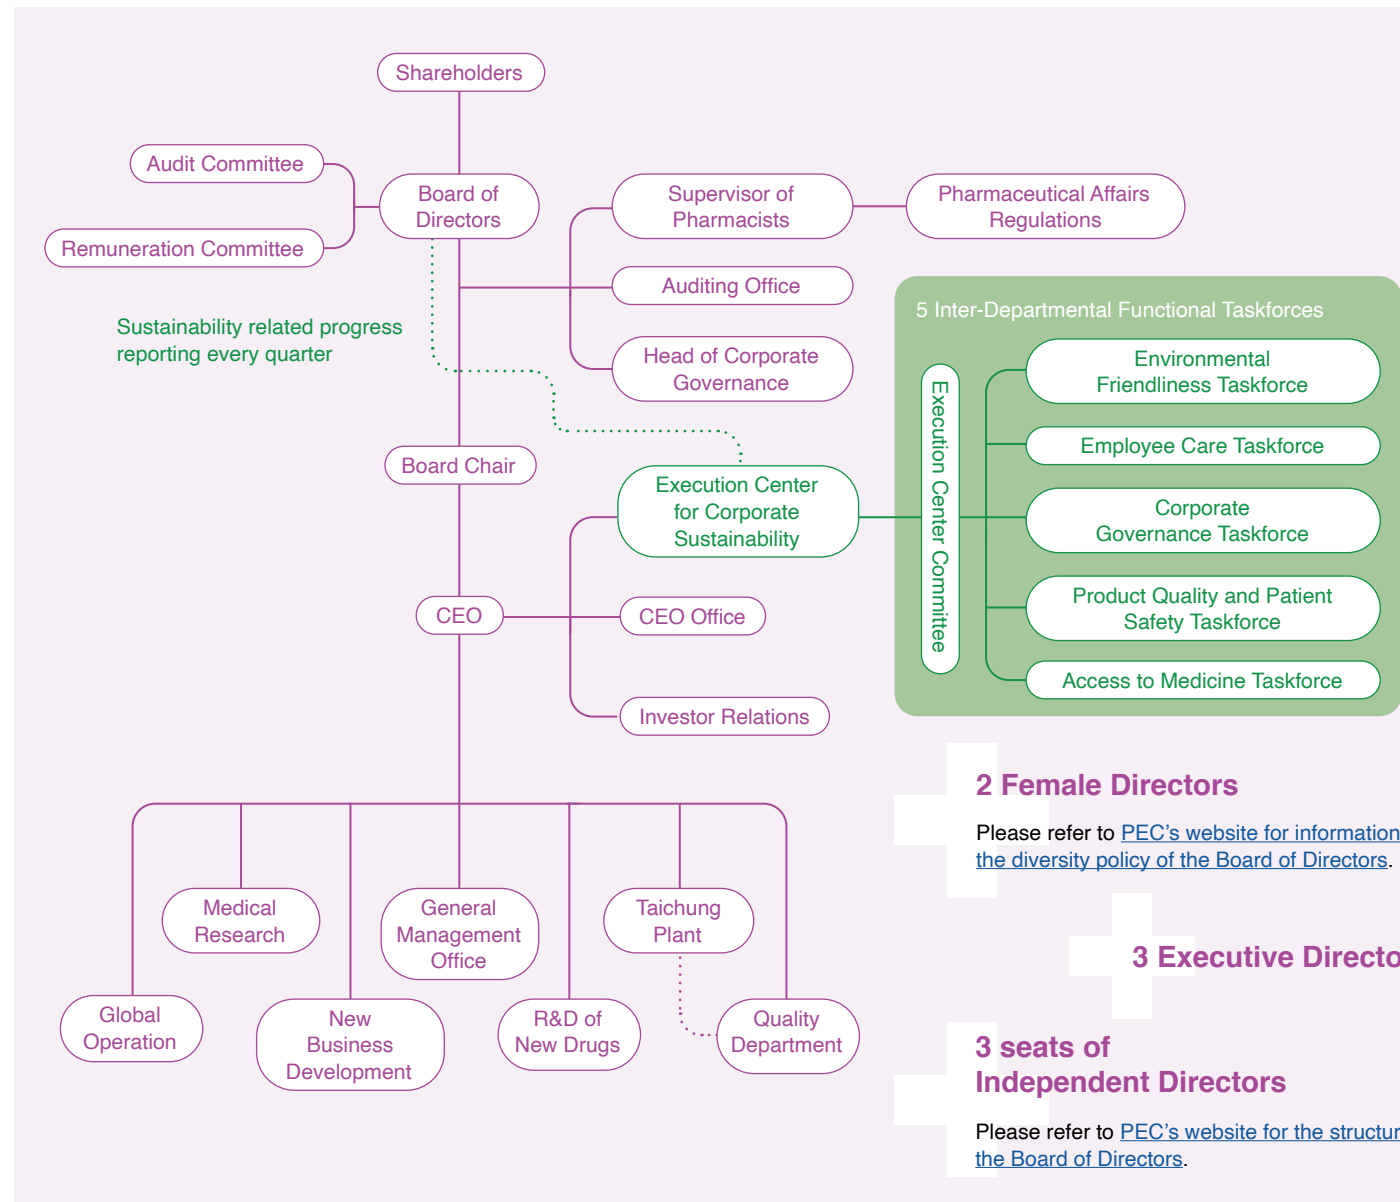 Shareholders
Audit Committee
Board of
Directors
Remuneration Committee
Supervisor of
Pharmacists
Pharmaceutical Affairs
Regulations
Auditing Office
Head of Corporate
Governance
Sustainability related progress
reporting every quarter
Board Chair
Execution Center
for Corporate
Sustainability
5 Inter-Departmental Functional Taskforces
Execution Center Committee
Environmental
Friendliness Taskforce
Employee Care Taskforce
Corporate
Governance Taskforce
Product Quality and Patient
Safety Taskforce
Access to Medicine Taskforce
CEO
CEO Office
Investor Relations
Medical
Research
General
Management
Office
Taichung
Plant
Global
Operation
New
Business
Development
R&D of
New Drugs
Quality
Department
2 Female Directors
Please refer to PEC's website for information
the diversity policy of the Board of Directors.
3 Executive Directo
3 seats of
Independent Directors
Please refer to PEC's website for the structur
the Board of Directors.